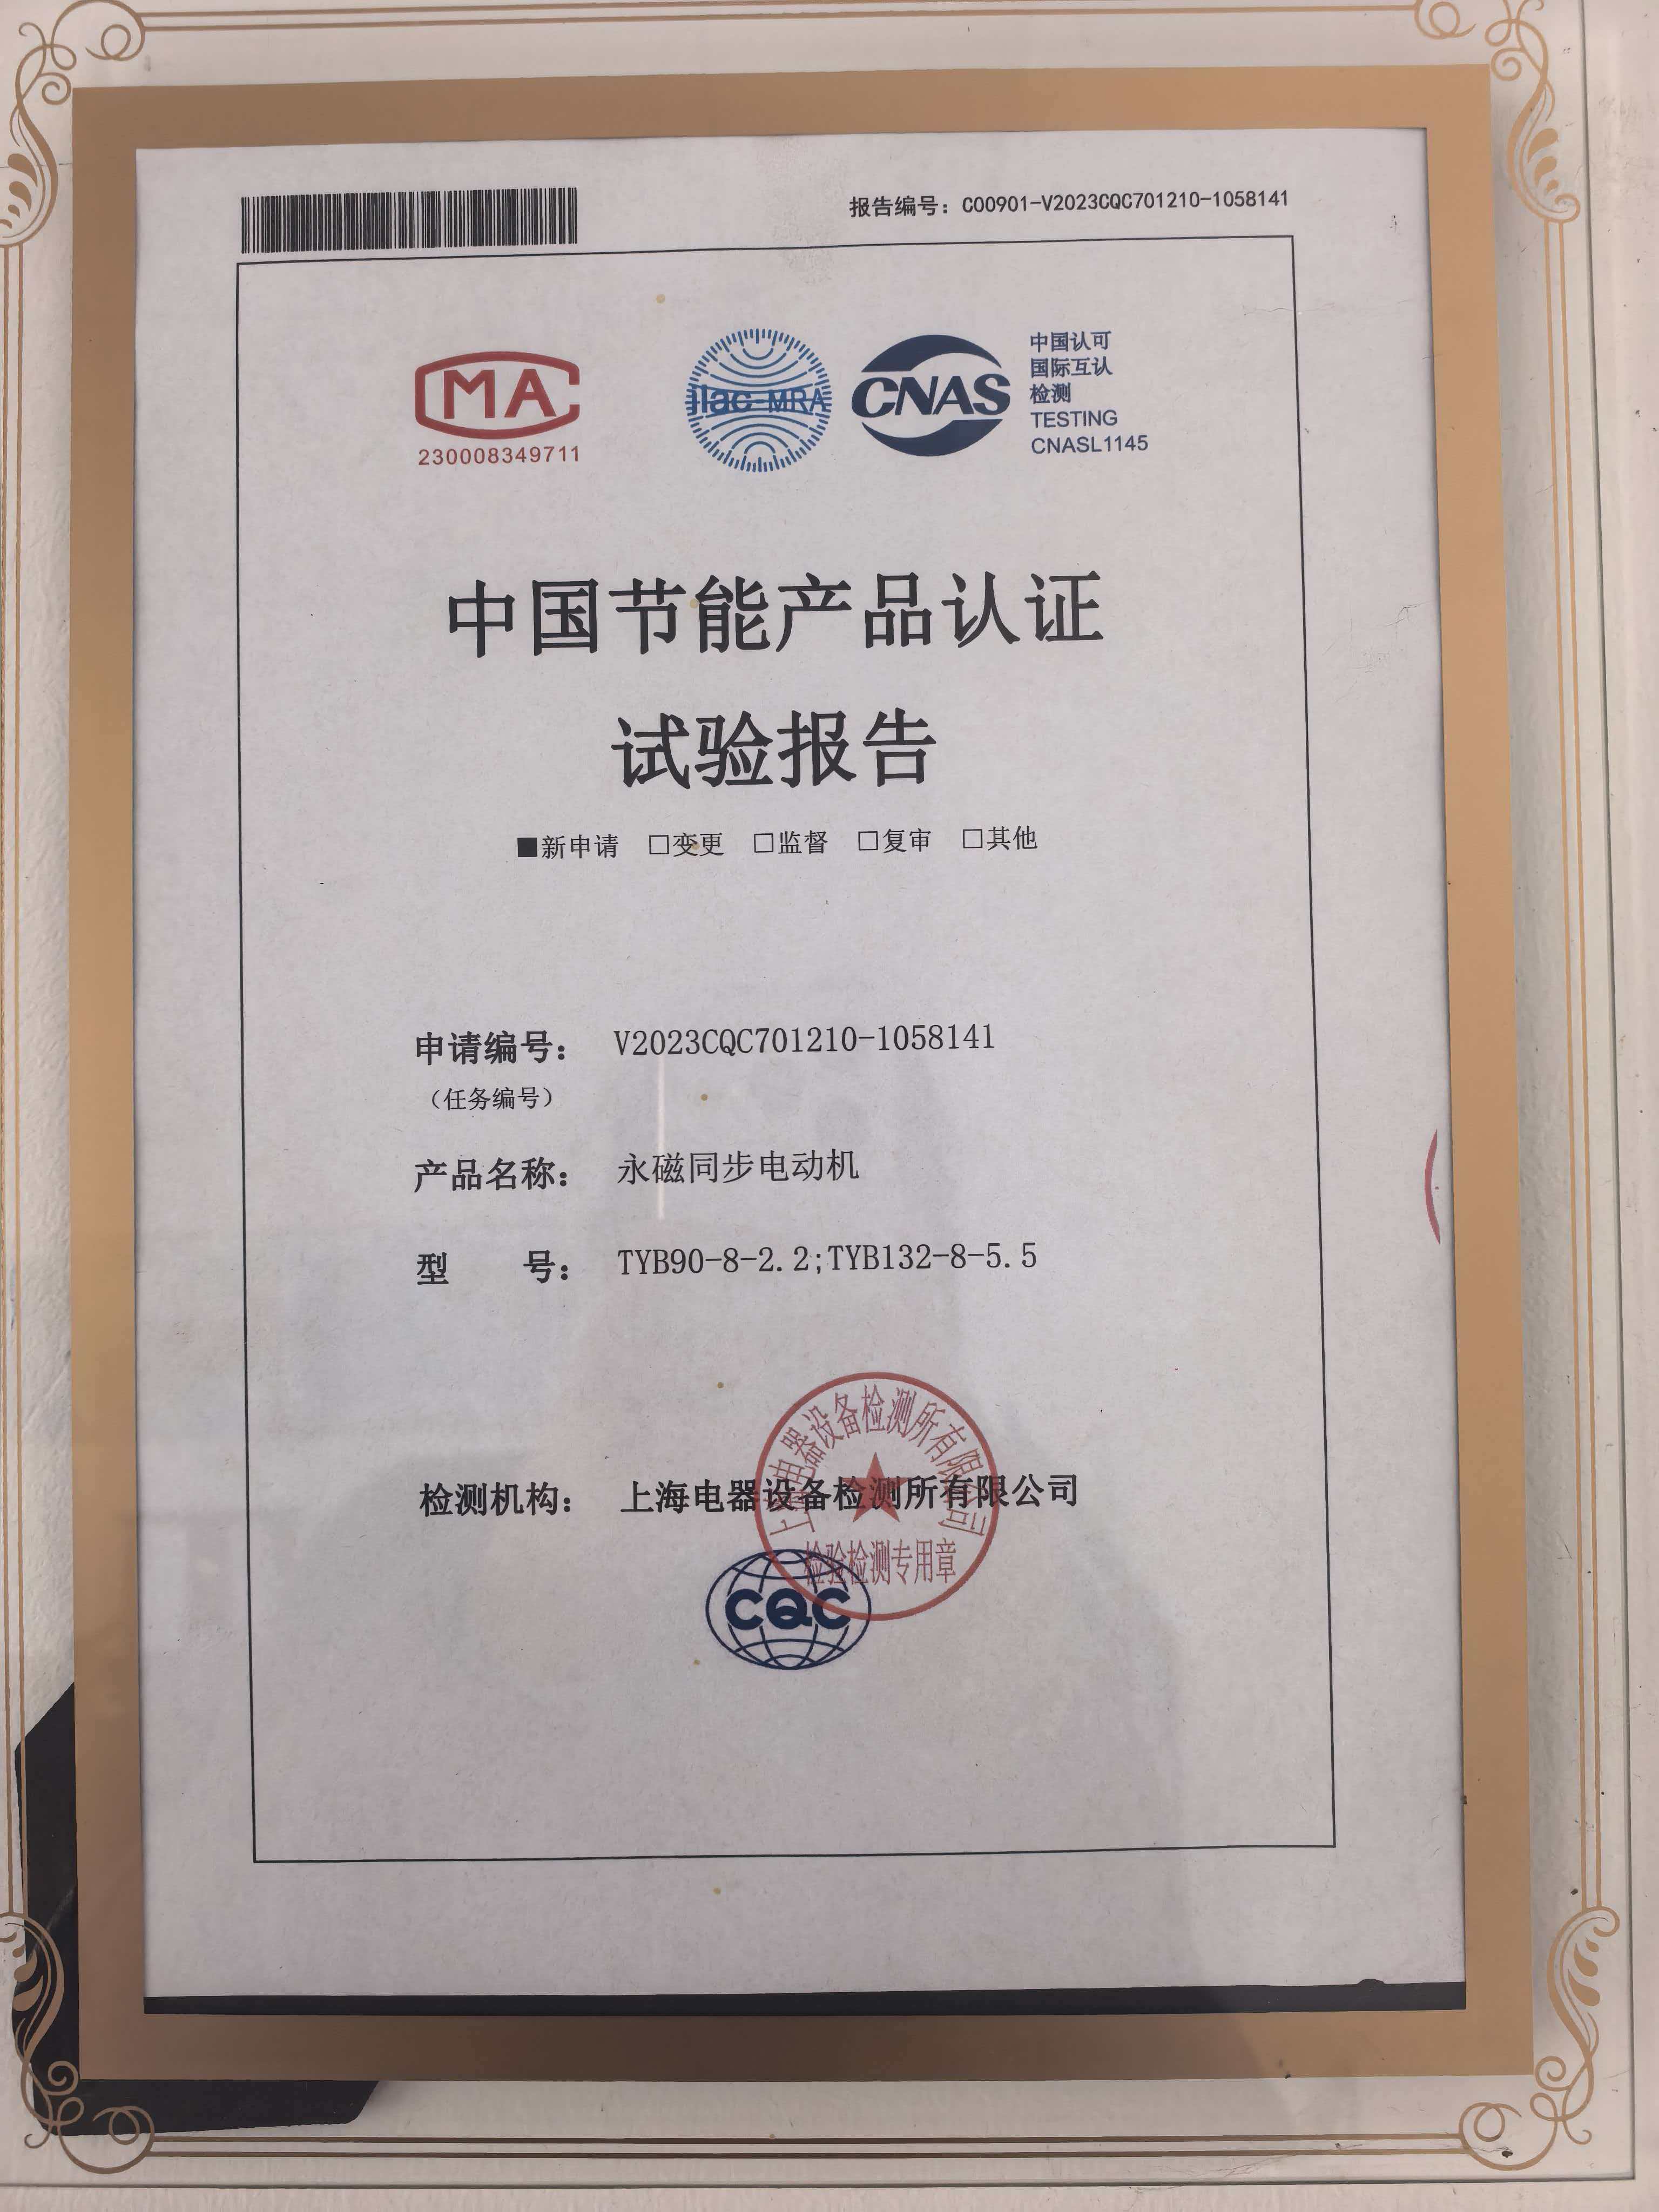 报告编号：C00901-V2023CQC701210-1058141
MA
230008349711
ilac-MRA
CNAS
中国认可
国际互认
检测
TESTING
CNASL1145
中国节能产品认证
试验报告
■新申请 □变更 □监督 □复审 □其他
申请编号： V2023CQC701210-1058141
（任务编号）
产品名称： 永磁同步电动机
型 号： TYB90-8-2.2;TYB132-8-5.5
检测机构： 上海电器设备检测所有限公司
上海电器设备检测所有限公司
检验检测专用章
CQC